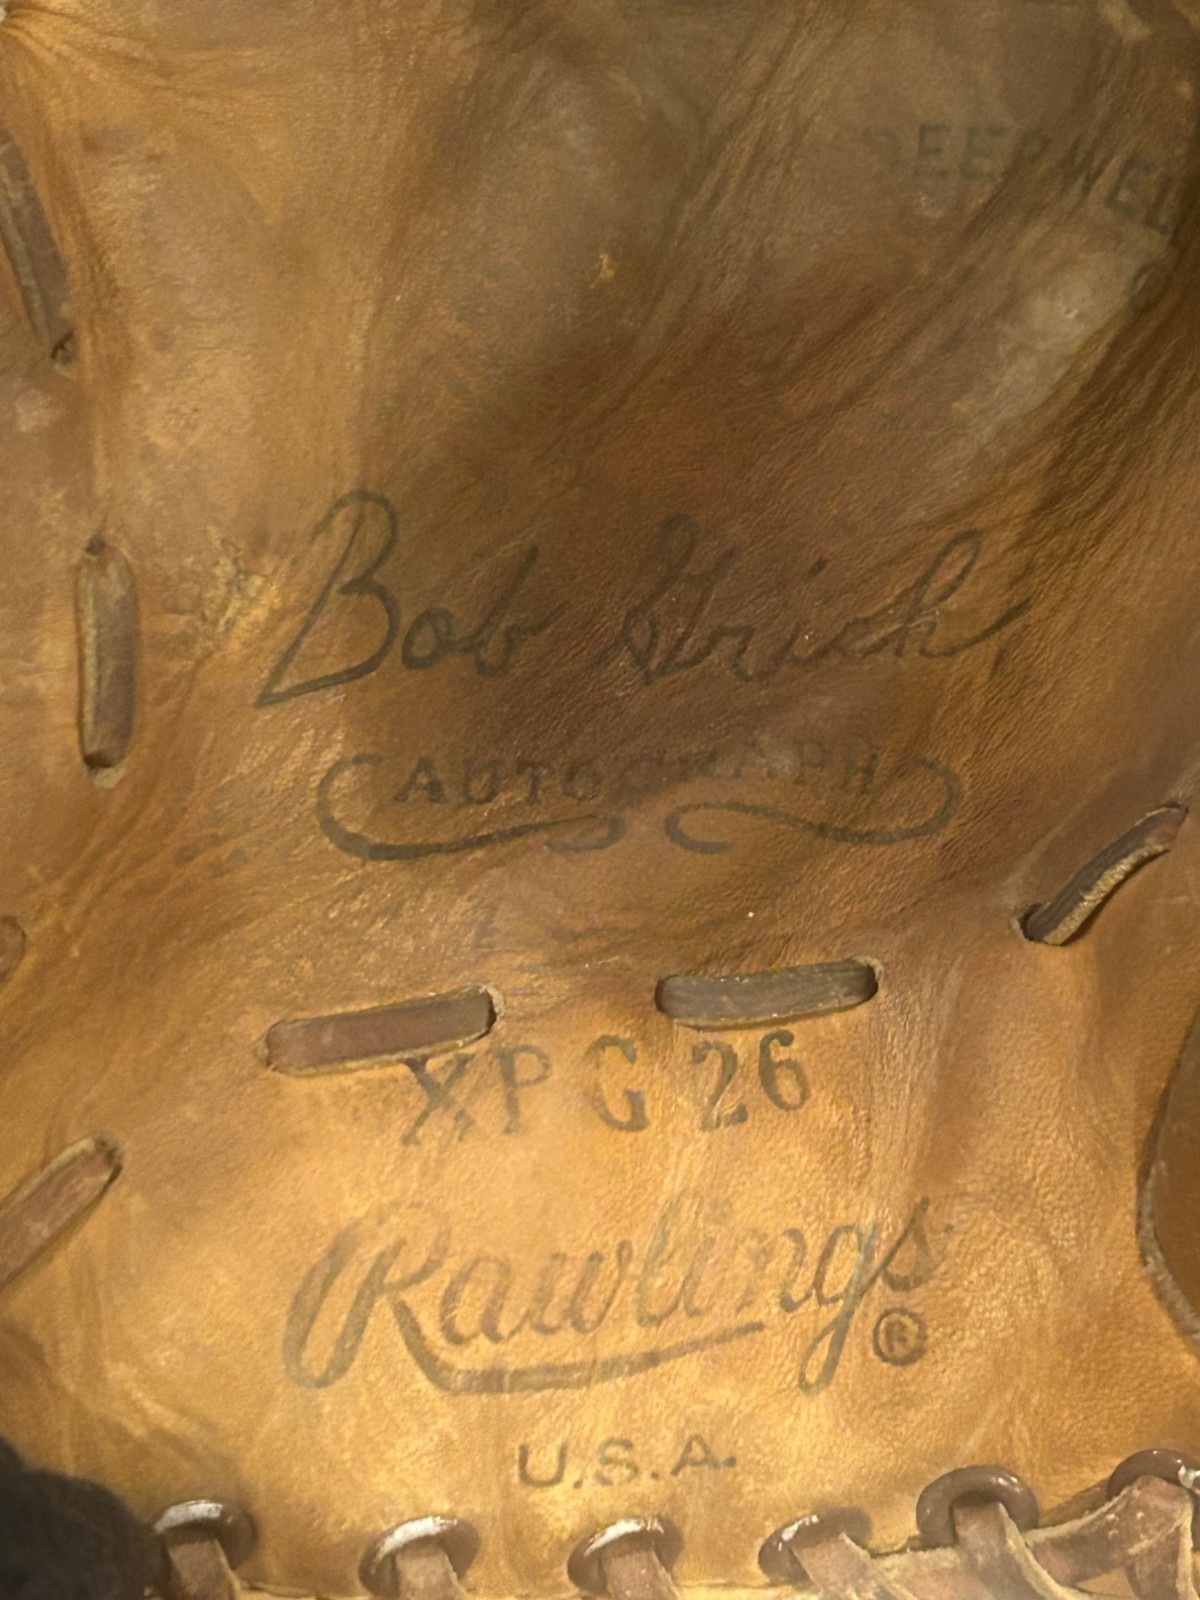 Bob Grich
AUTOGRAPH
XPG 26
Rawlings ®
U.S.A.